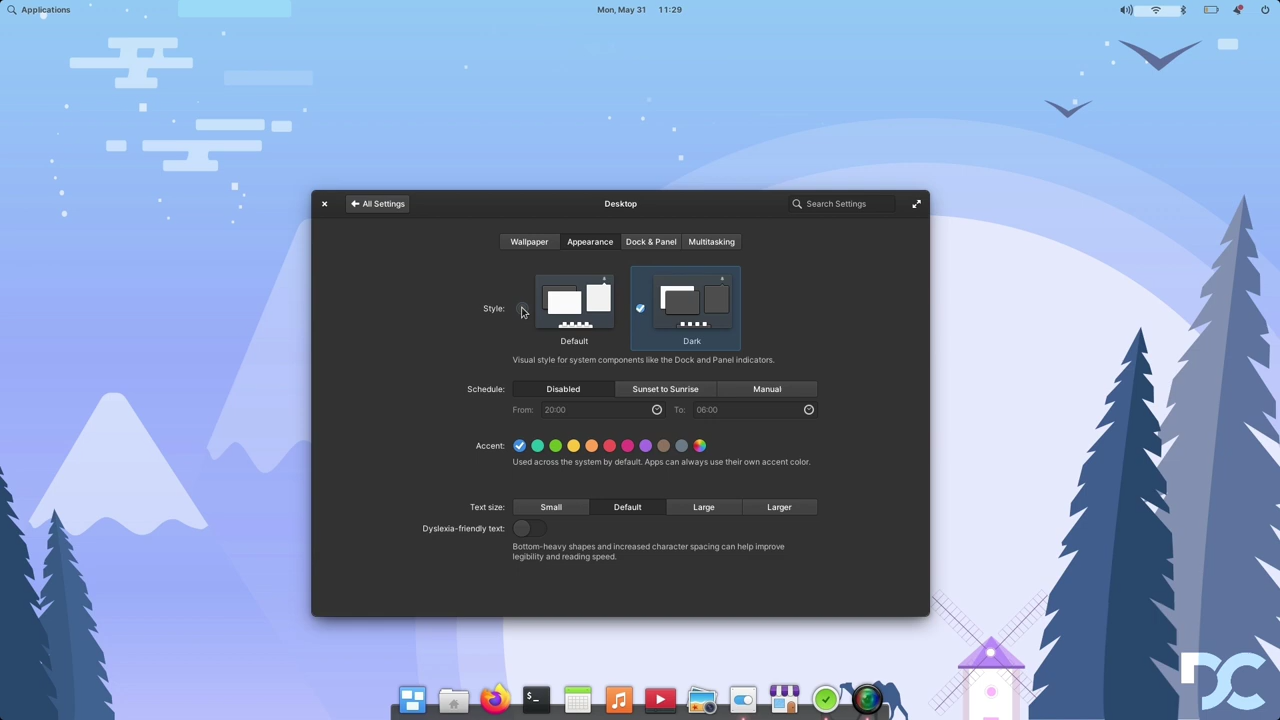 Applications
Mon, May 31 11:29
All Settings
Desktop
Search Settings
Wallpaper Appearance Dock & Panel Multitasking
Style:
Default Dark
Visual style for system components like the Dock and Panel indicators.
Schedule: Disabled Sunset to Sunrise Manual
From: 20:00 To: 06:00
Accent:
Used across the system by default. Apps can always use their own accent color.
Text size: Small Default Large Larger
Dyslexia-friendly text:
Bottom-heavy shapes and increased character spacing can help improve
legibility and reading speed.